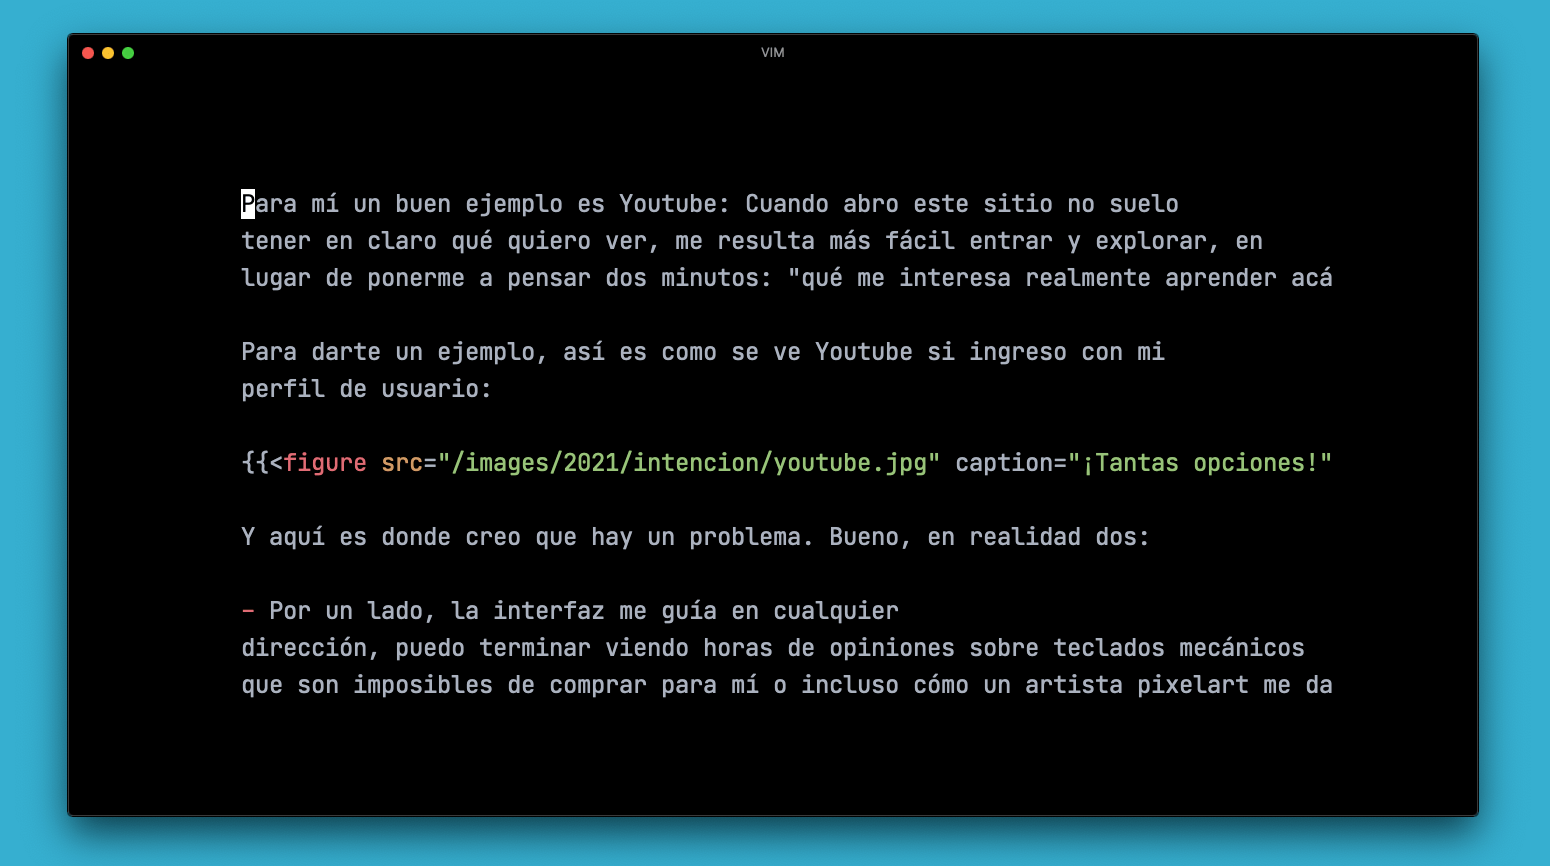 VIM
Para mí un buen ejemplo es Youtube: Cuando abro este sitio no suelo
tener en claro qué quiero ver, me resulta más fácil entrar y explorar, en
lugar de ponerme a pensar dos minutos: "qué me interesa realmente aprender acá
Para darte un ejemplo, así es como se ve Youtube si ingreso con mi
perfil de usuario:
{{<figure src="/images/2021/intencion/youtube.jpg" caption="¡Tantas opciones!"
Y aquí es donde creo que hay un problema. Bueno, en realidad dos:
- Por un lado, la interfaz me guía en cualquier
dirección, puedo terminar viendo horas de opiniones sobre teclados mecánicos
que son imposibles de comprar para mí o incluso cómo un artista pixelart me da